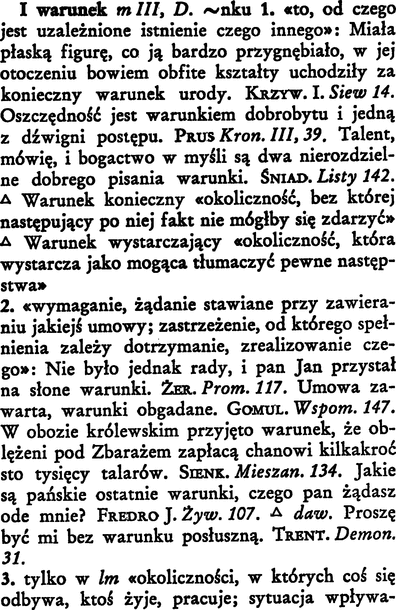 I warunek m III, D. ~nku 1. «to, od czego
jest uzależnione istnienie czego innego»: Miała
płaską figurę, co ją bardzo przygnębiało, w jej
otoczeniu bowiem obfite kształty uchodziły za
konieczny warunek urody. KRZYW. I. Siew 14.
Oszczędność jest warunkiem dobrobytu i jedną
z dźwigni postępu. PRUS Kron. III, 39. Talent,
mówię, i bogactwo w myśli są dwa nierozdziel-
ne dobrego pisania warunki. ŚNIAD. Listy 142.
△ Warunek konieczny «okoliczność, bez której
następujący po niej fakt nie mógłby się zdarzyć»
△ Warunek wystarczający «okoliczność, która
wystarcza jako mogąca tłumaczyć pewne następ-
stwa»
2. «wymaganie, żądanie stawiane przy zawiera-
niu jakiejś umowy; zastrzeżenie, od którego speł-
nienia zależy dotrzymanie, zrealizowanie cze-
go»: Nie było jednak rady, i pan Jan przystał
na słone warunki. ŻER. Prom. 117. Umowa za-
warta, warunki obgadane. GOMUL. Wspom. 147.
W obozie królewskim przyjęto warunek, że ob-
lężeni pod Zbarażem zapłacą chanowi kilkakroć
sto tysięcy talarów. SIENK. Mieszan. 134. Jakie
są pańskie ostatnie warunki, czego pan żądasz
ode mnie? FREDRO J. Żyw. 107. △ daw. Proszę
być mi bez warunku posłuszną. TRENT. Demon.
31.
3. tylko w lm «okoliczności, w których coś się
odbywa, ktoś żyje, pracuje; sytuacja wpływa-